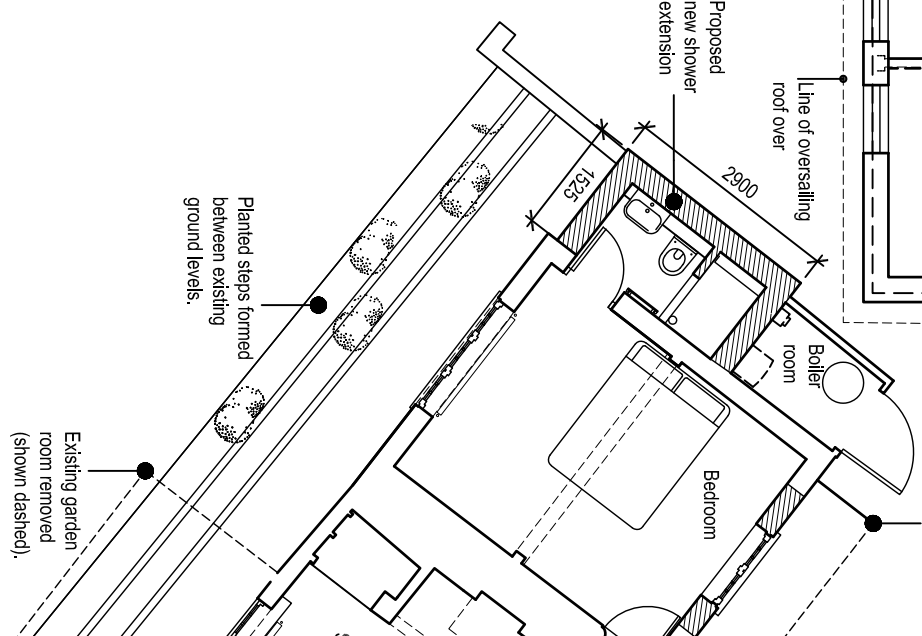 Proposed
new shower
extension
Line of oversailing
roof over
2900
1525
Planted steps formed
between existing
ground levels.
Boiler
room
Bedroom
Existing garden
room removed
(shown dashed).